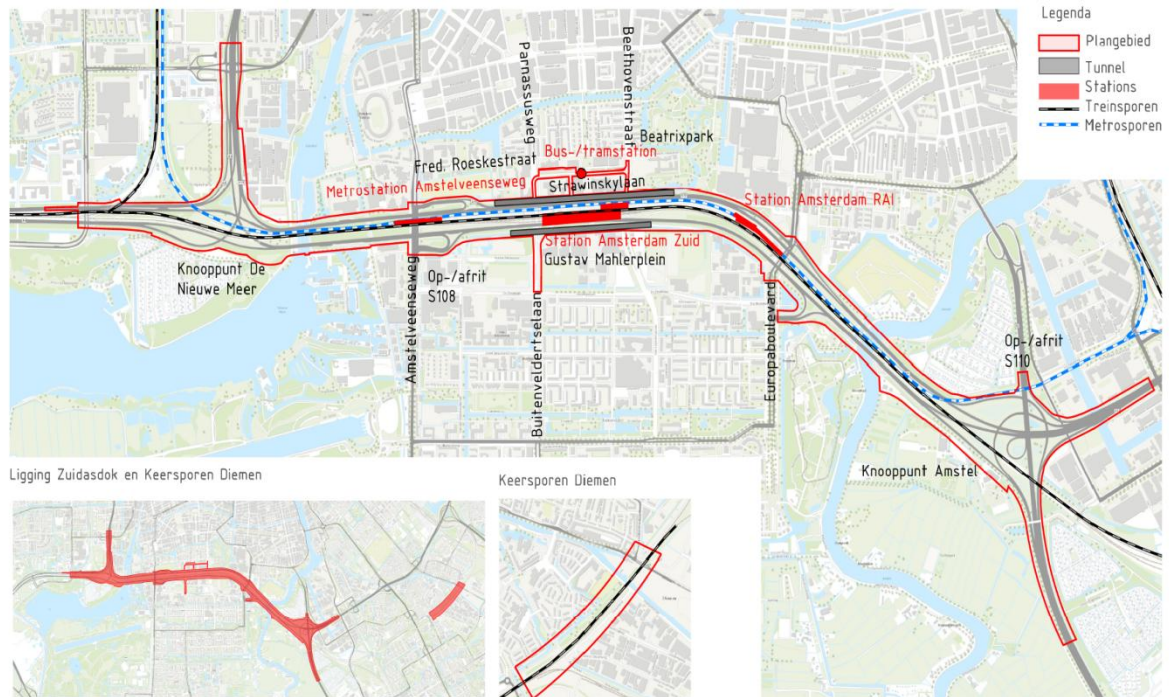 Legenda
Plangebied
Tunnel
Stations
Treinsporen
Metrosporen
Parnassusweg
Beethovenstraat
Beatrixpark
Bus-/tramstation
Fred. Roeskestraat
Strawinskylaan
Metrostation Amstelveenseweg
Station Amsterdam RAI
Station Amsterdam Zuid
Gustav Mahlerplein
Knooppunt De
Nieuwe Meer
Op-/afrit
S108
Amstelveenseweg
Buitenveldertselaan
Europaboulevard
Op-/afrit
S110
Knooppunt Amstel
Ligging Zuidasdok en Keersporen Diemen
Keersporen Diemen